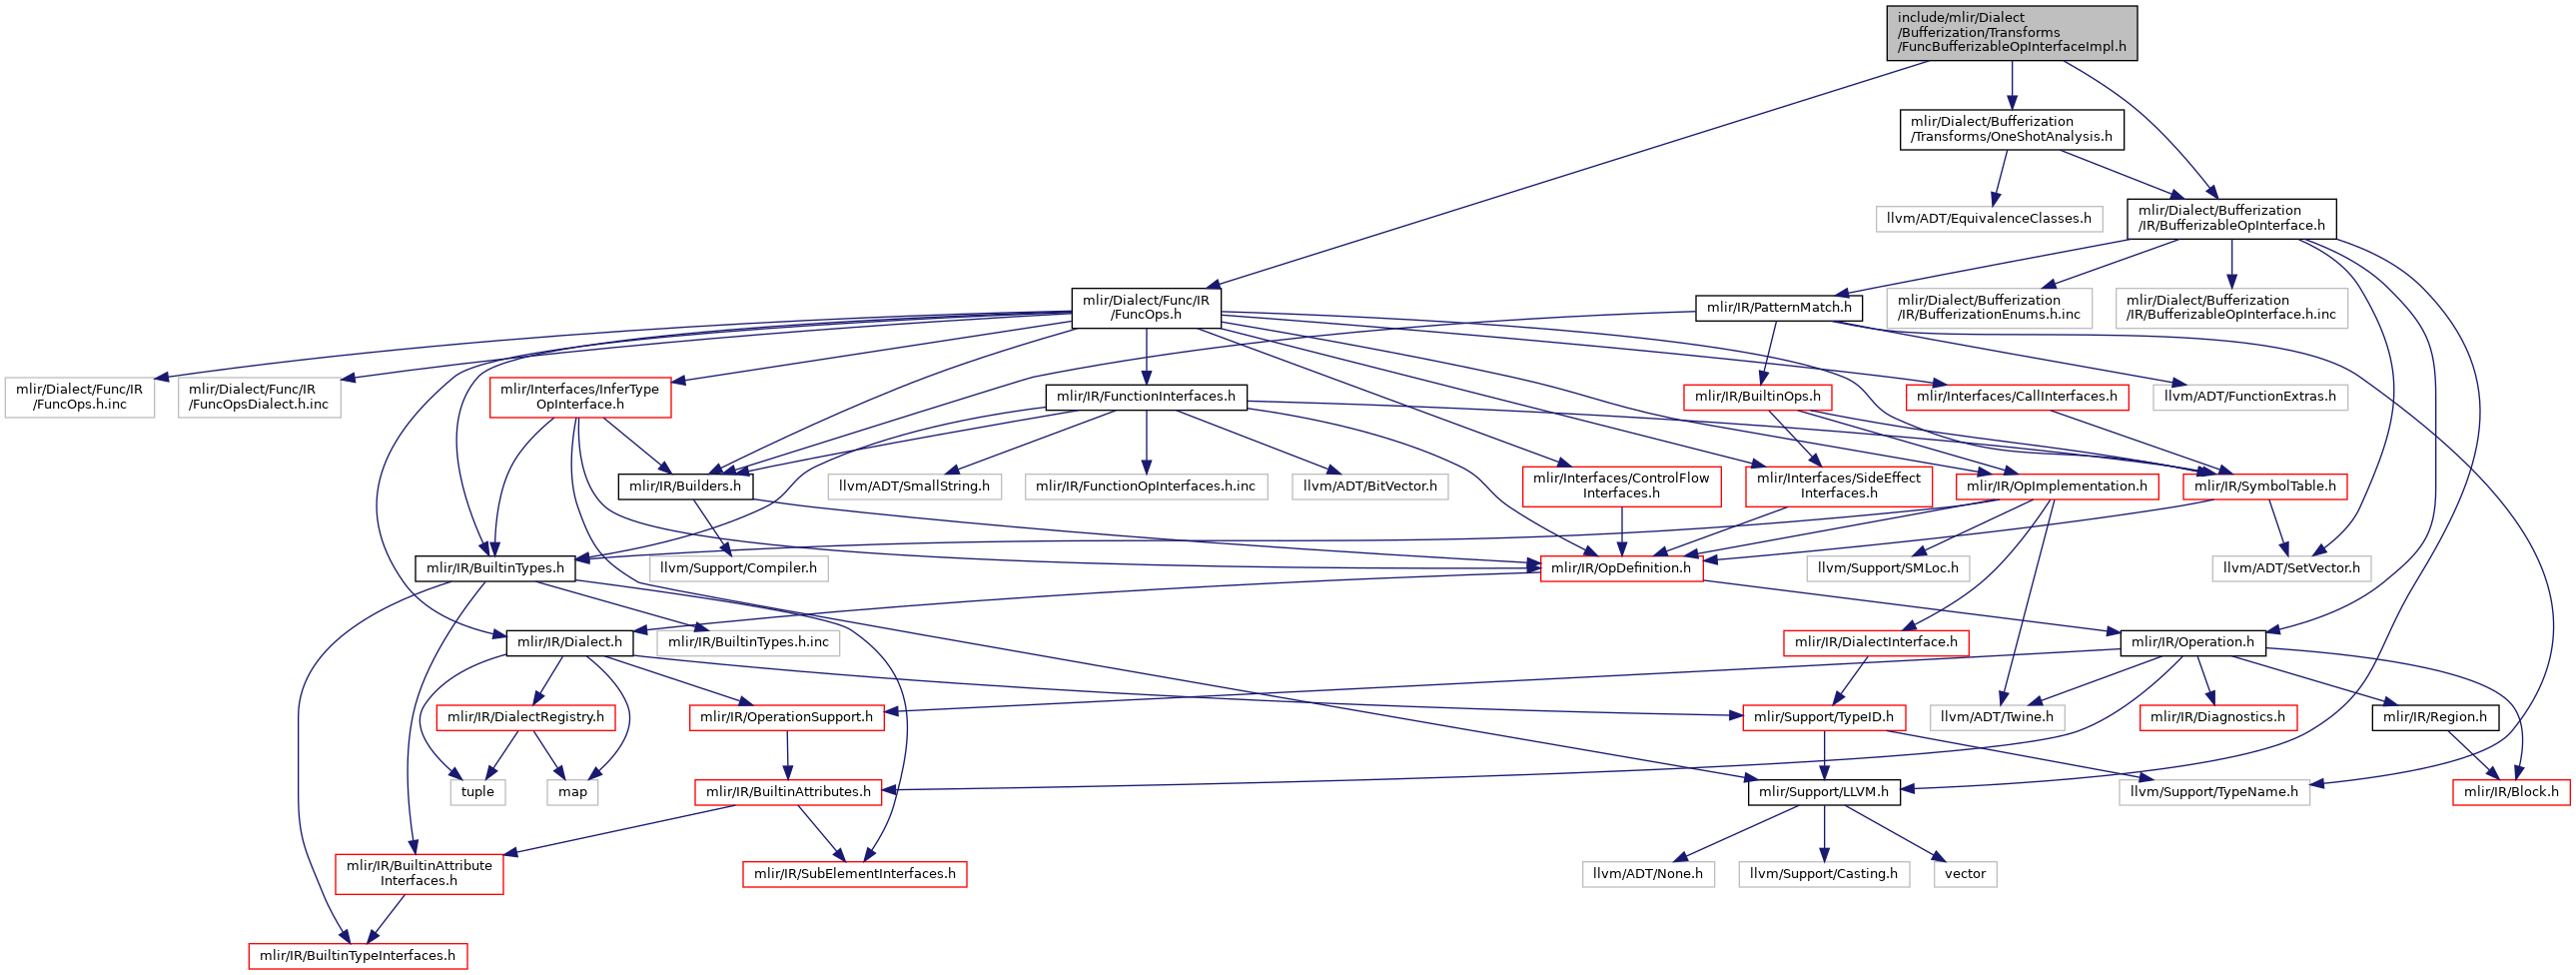 include/mlir/Dialect
/Bufferization/Transforms
/FuncBufferizableOpInterfaceImpl.h
mlir/Dialect/Bufferization
/Transforms/OneShotAnalysis.h
llvm/ADT/EquivalenceClasses.h
mlir/Dialect/Bufferization
/IR/BufferizableOpInterface.h
mlir/Dialect/Func/IR
/FuncOps.h
mlir/IR/PatternMatch.h
mlir/Dialect/Bufferization
/IR/BufferizationEnums.h.inc
mlir/Dialect/Bufferization
/IR/BufferizableOpInterface.h.inc
mlir/Dialect/Func/IR
/FuncOps.h.inc
mlir/Dialect/Func/IR
/FuncOpsDialect.h.inc
mlir/Interfaces/InferType
OpInterface.h
mlir/IR/FunctionInterfaces.h
mlir/IR/BuiltinOps.h
mlir/Interfaces/CallInterfaces.h
llvm/ADT/FunctionExtras.h
mlir/IR/Builders.h
llvm/ADT/SmallString.h
mlir/IR/FunctionOpInterfaces.h.inc
llvm/ADT/BitVector.h
mlir/Interfaces/ControlFlow
Interfaces.h
mlir/Interfaces/SideEffect
Interfaces.h
mlir/IR/OpImplementation.h
mlir/IR/SymbolTable.h
mlir/IR/BuiltinTypes.h
llvm/Support/Compiler.h
mlir/IR/OpDefinition.h
llvm/Support/SMLoc.h
llvm/ADT/SetVector.h
mlir/IR/Dialect.h
mlir/IR/BuiltinTypes.h.inc
mlir/IR/DialectInterface.h
mlir/IR/Operation.h
mlir/IR/DialectRegistry.h
mlir/IR/OperationSupport.h
mlir/Support/TypeID.h
llvm/ADT/Twine.h
mlir/IR/Diagnostics.h
mlir/IR/Region.h
tuple
map
mlir/IR/BuiltinAttributes.h
mlir/Support/LLVM.h
llvm/Support/TypeName.h
mlir/IR/Block.h
mlir/IR/BuiltinAttribute
Interfaces.h
mlir/IR/SubElementInterfaces.h
llvm/ADT/None.h
llvm/Support/Casting.h
vector
mlir/IR/BuiltinTypeInterfaces.h